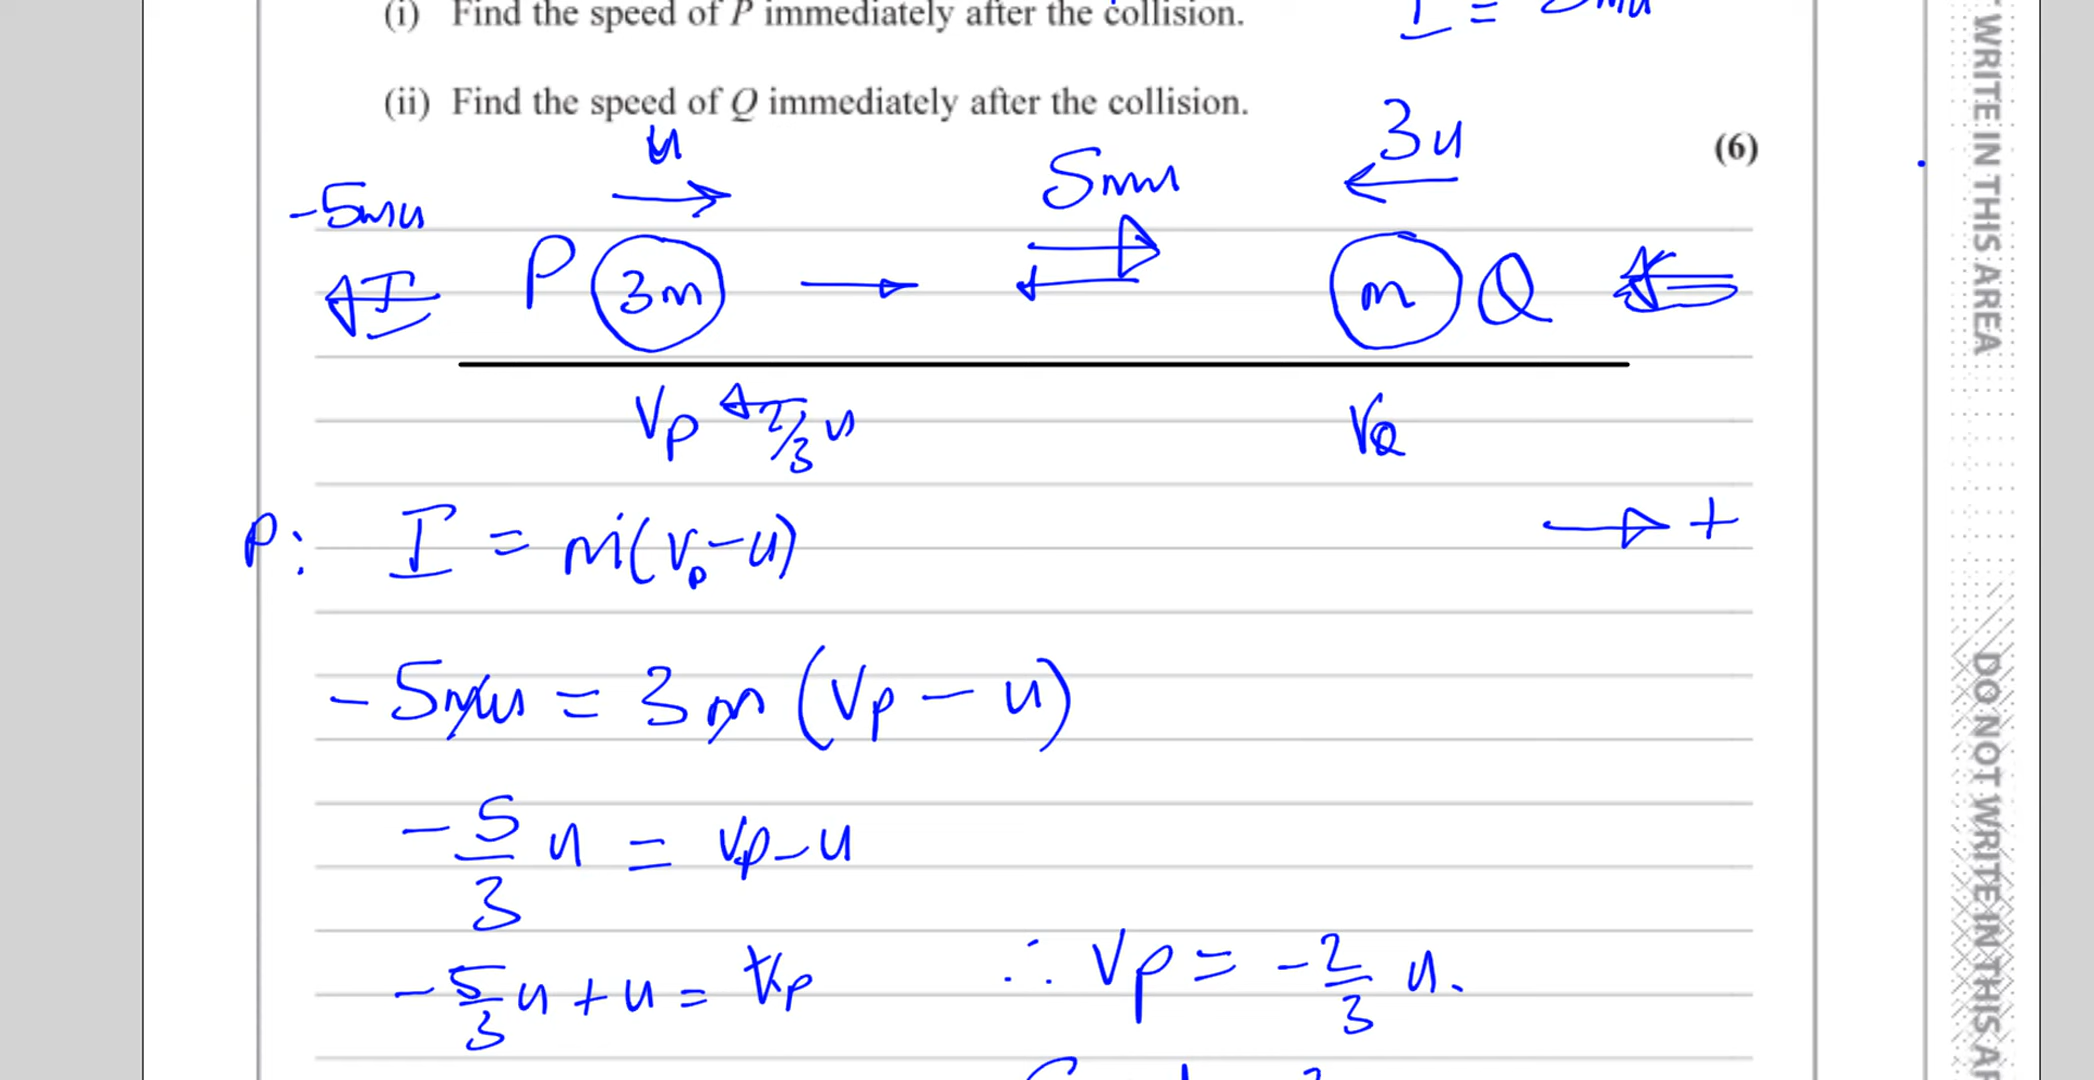 (i) Find the speed of P immediately after the collision.
I =
(ii) Find the speed of Q immediately after the collision.
(6)
u
5mu
3u
-5mu
I
P
3m
m
Q
Vp 2/3 u
VQ
P: I = m(Vp - u)
+
- 5mu = 3m (Vp - u)
- 5/3 u = Vp - u
- 5/3 u + u = Vp
∴ Vp = - 2/3 u.
WRITE IN THIS AREA
DO NOT WRITE IN THIS AR